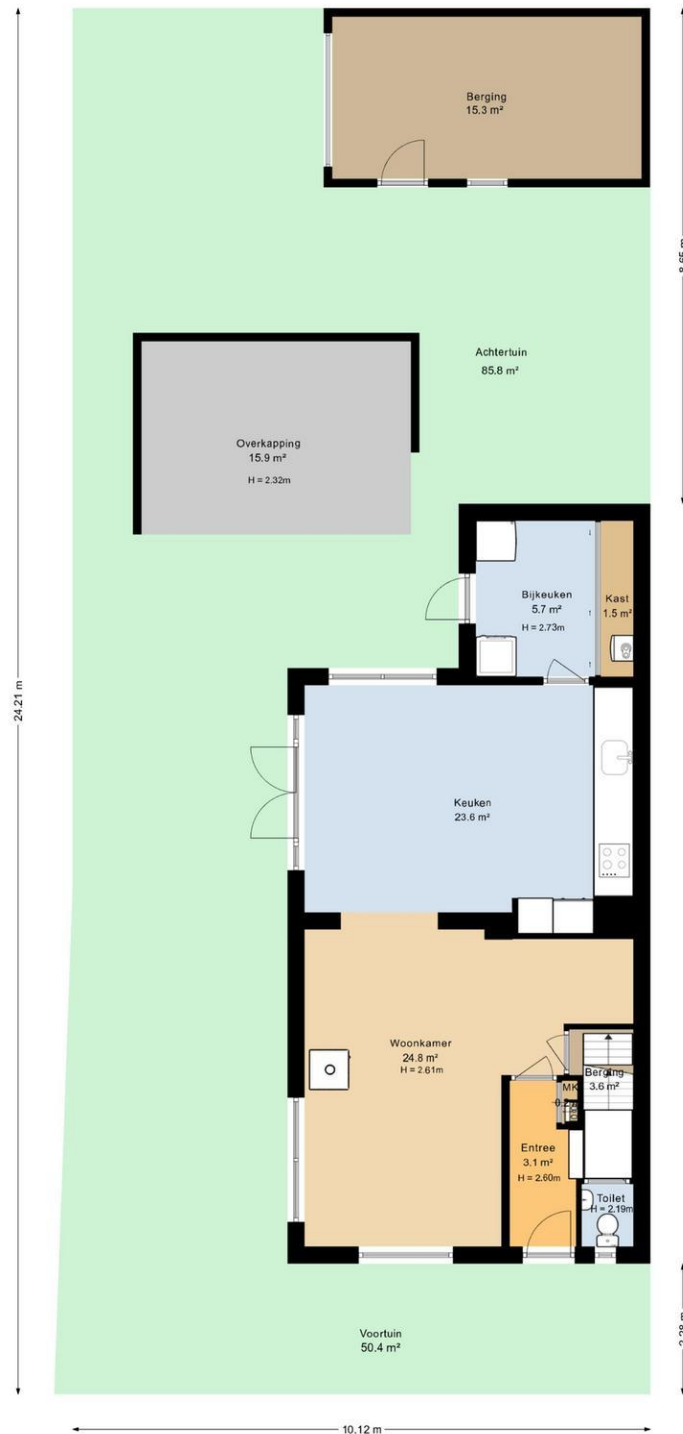 Berging
15.3 m²
8.65 m
Achtertuin
85.8 m²
Overkapping
15.9 m²
H = 2.32m
Bijkeuken
5.7 m²
H = 2.73m
Kast
1.5 m²
24.21 m
Keuken
23.6 m²
Woonkamer
24.8 m²
H = 2.61m
Berging
3.6 m²
MK
Entree
3.1 m²
H = 2.60m
Toilet
H = 2.19m
Voortuin
50.4 m²
10.12 m